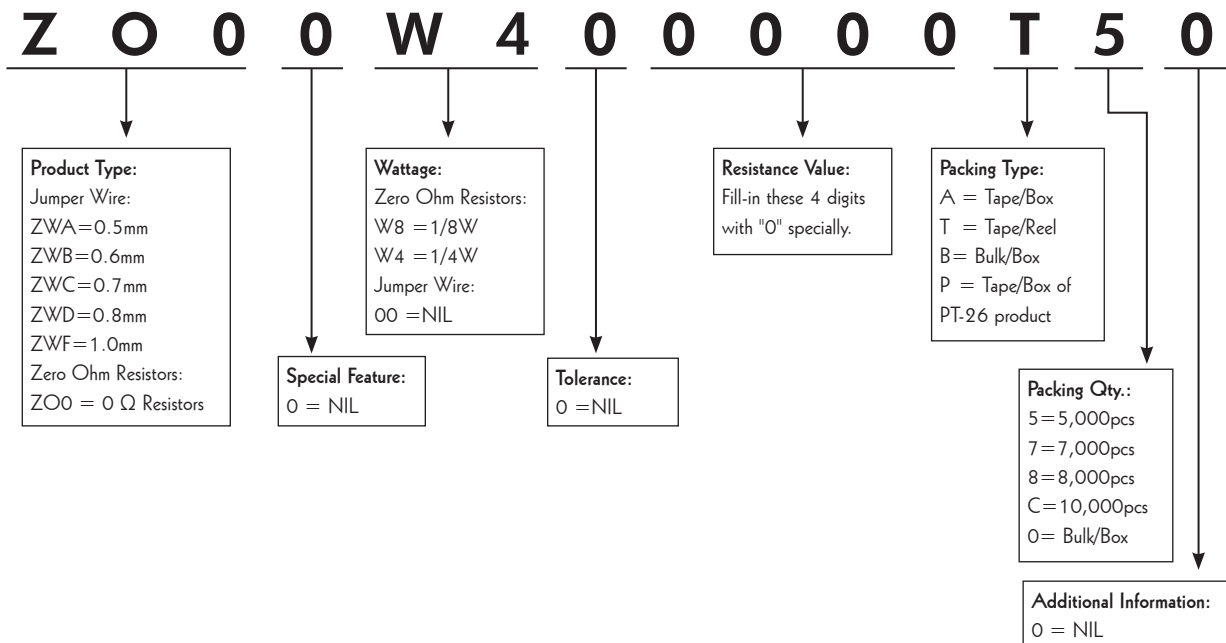 Z O 0 0 W 4 0 0 0 0 0 T 5 0
Product Type:
Jumper Wire:
ZWA=0.5mm
ZWB=0.6mm
ZWC=0.7mm
ZWD=0.8mm
ZWF=1.0mm
Zero Ohm Resistors:
ZO0 = 0 Ω Resistors
Special Feature:
0 = NIL
Wattage:
Zero Ohm Resistors:
W8 =1/8W
W4 =1/4W
Jumper Wire:
00 =NIL
Tolerance:
0 =NIL
Resistance Value:
Fill-in these 4 digits
with "0" specially.
Packing Type:
A = Tape/Box
T = Tape/Reel
B= Bulk/Box
P = Tape/Box of
PT-26 product
Packing Qty.:
5=5,000pcs
7=7,000pcs
8=8,000pcs
C=10,000pcs
0= Bulk/Box
Additional Information:
0 = NIL